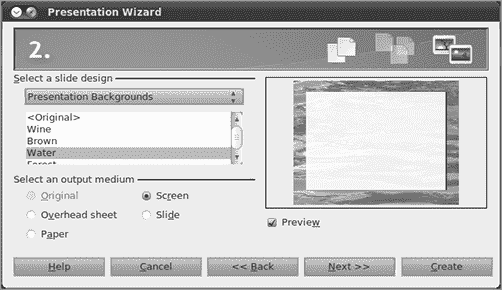 Presentation Wizard
2.
Select a slide design
Presentation Backgrounds
<Original>
Wine
Brown
Water
Forest
Select an output medium
Original
Screen
Overhead sheet
Slide
Paper
Preview
Help
Cancel
<< Back
Next >>
Create